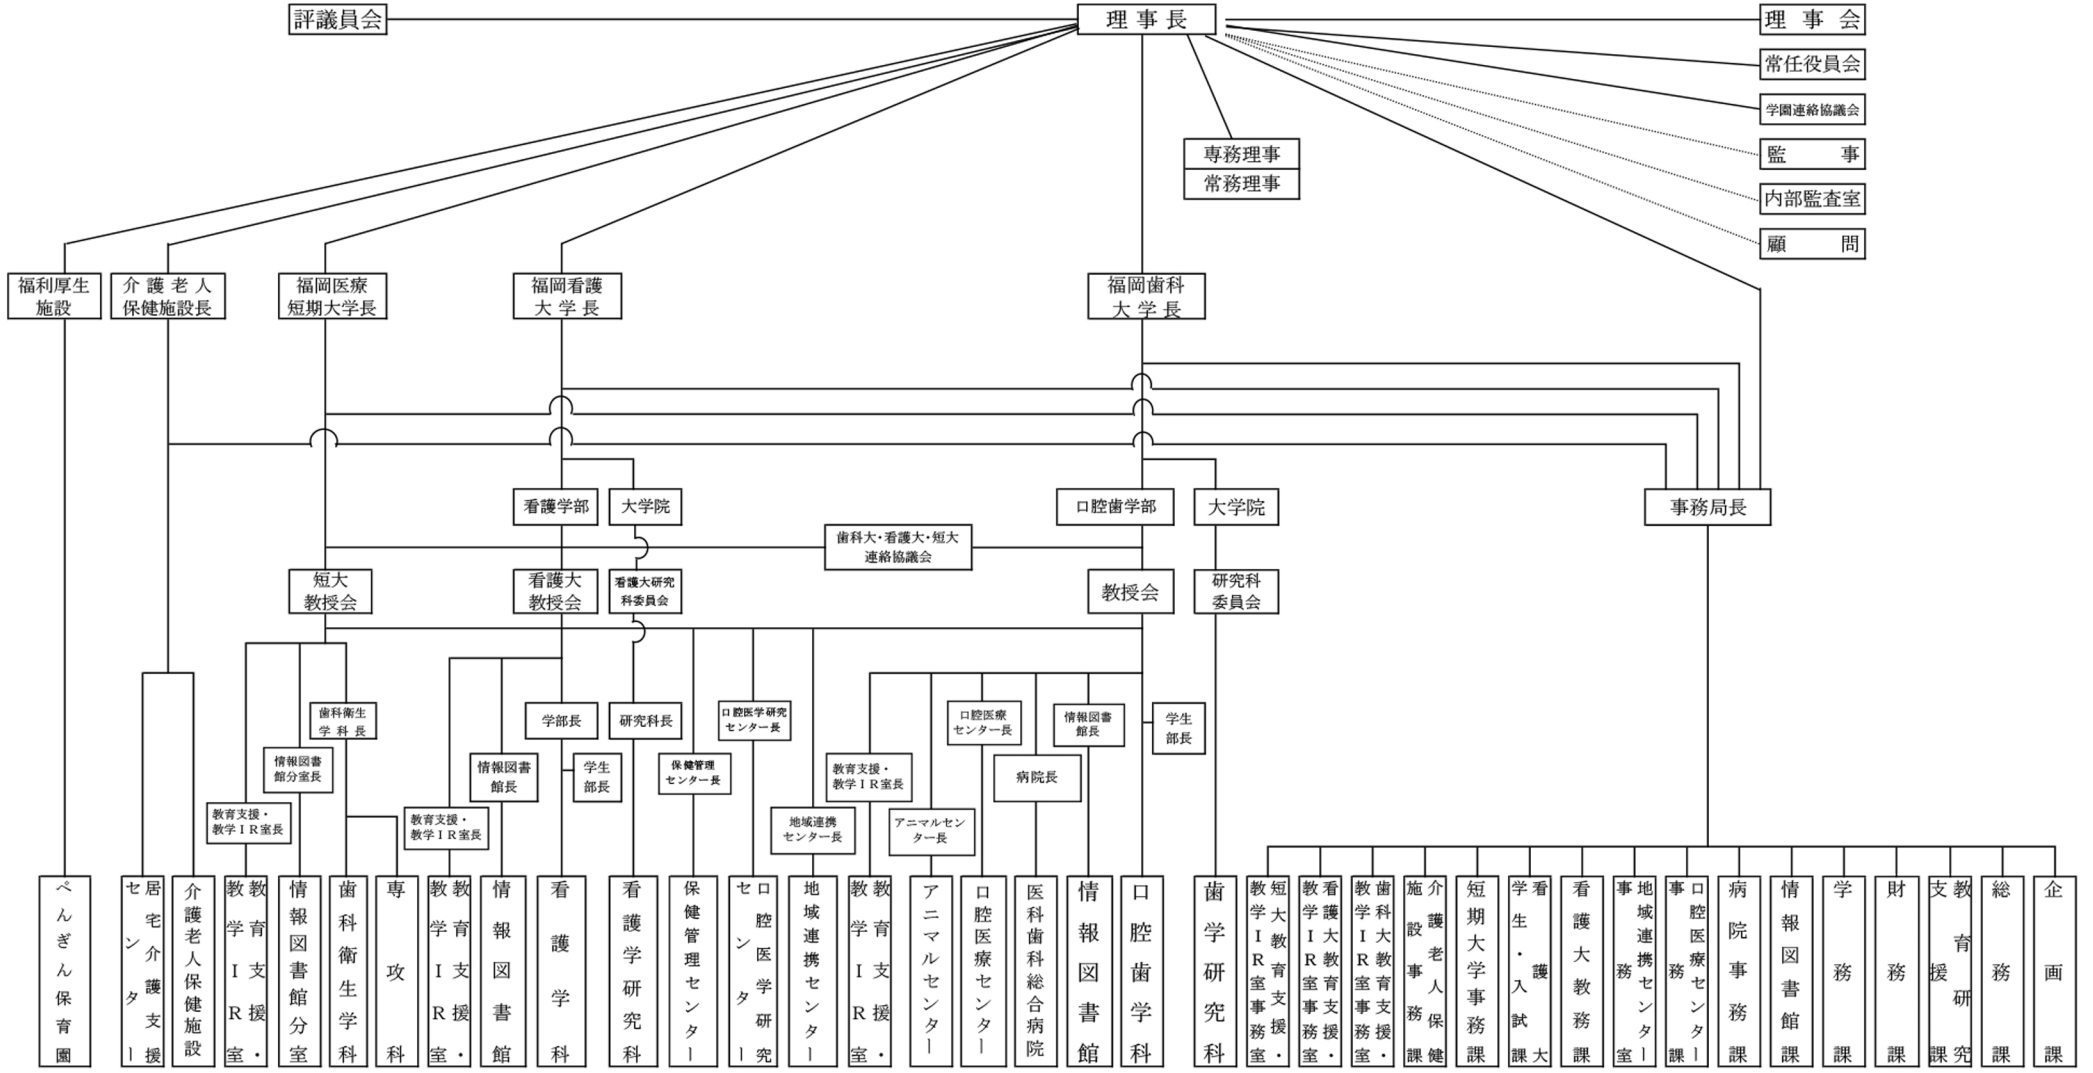 評議員会
理事長
理事会
常任役員会
学園連絡協議会
監事
内部監査室
顧問
専務理事
常務理事
福利厚生
施設
介護老人
保健施設長
福岡医療
短期大学長
福岡看護
大学長
福岡歯科
大学長
看護学部
大学院
口腔歯学部
大学院
事務局長
歯科大・看護大・短大
連絡協議会
短大
教授会
看護大
教授会
看護大研究
科委員会
教授会
研究科
委員会
歯科衛生
学科長
情報図書
館分室長
教育支援・
教学IR室長
学部長
情報図書
館長
学生
部長
教育支援・
教学IR室長
研究科長
保健管理
センター長
口腔医学研究
センター長
地域連携
センター長
教育支援・
教学IR室長
アニマルセン
ター長
口腔医療
センター長
病院長
情報図書
館長
学生
部長
ぺんぎん保育園
居宅介護支援
センター
介護老人保健施設
教育支援・
教学IR室
情報図書館分室
歯科衛生学科
専攻科
教育支援・
教学IR室
情報図書館
看護学科
看護学研究科
保健管理センター
口腔医学研究
センター
地域連携センター
教育支援・
教学IR室
アニマルセンター
口腔医療センター
医科歯科総合病院
情報図書館
口腔歯学科
歯学研究科
短大教育支援・
教学IR室事務室
看護大教育支援・
教学IR室事務室
歯科大教育支援・
教学IR室事務室
介護老人保健
施設事務課
短期大学事務課
看護大
学生・入試課
看護大教務課
地域連携センター
事務室
口腔医療センター
事務課
病院事務課
情報図書館課
学務課
財務課
教育研究
支援課
総務課
企画課